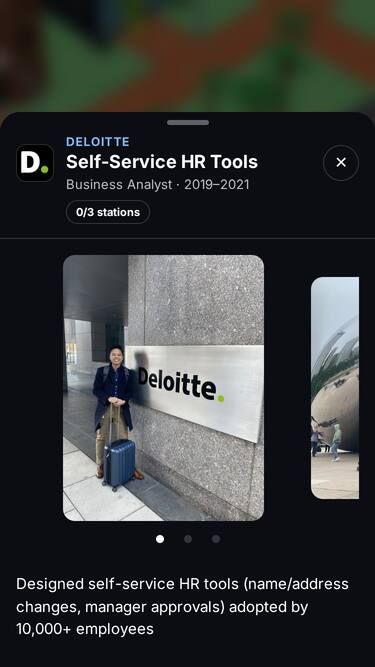 DELOITTE
D.
Self-Service HR Tools
Business Analyst · 2019–2021
0/3 stations
Deloitte.
Designed self-service HR tools (name/address
changes, manager approvals) adopted by
10,000+ employees